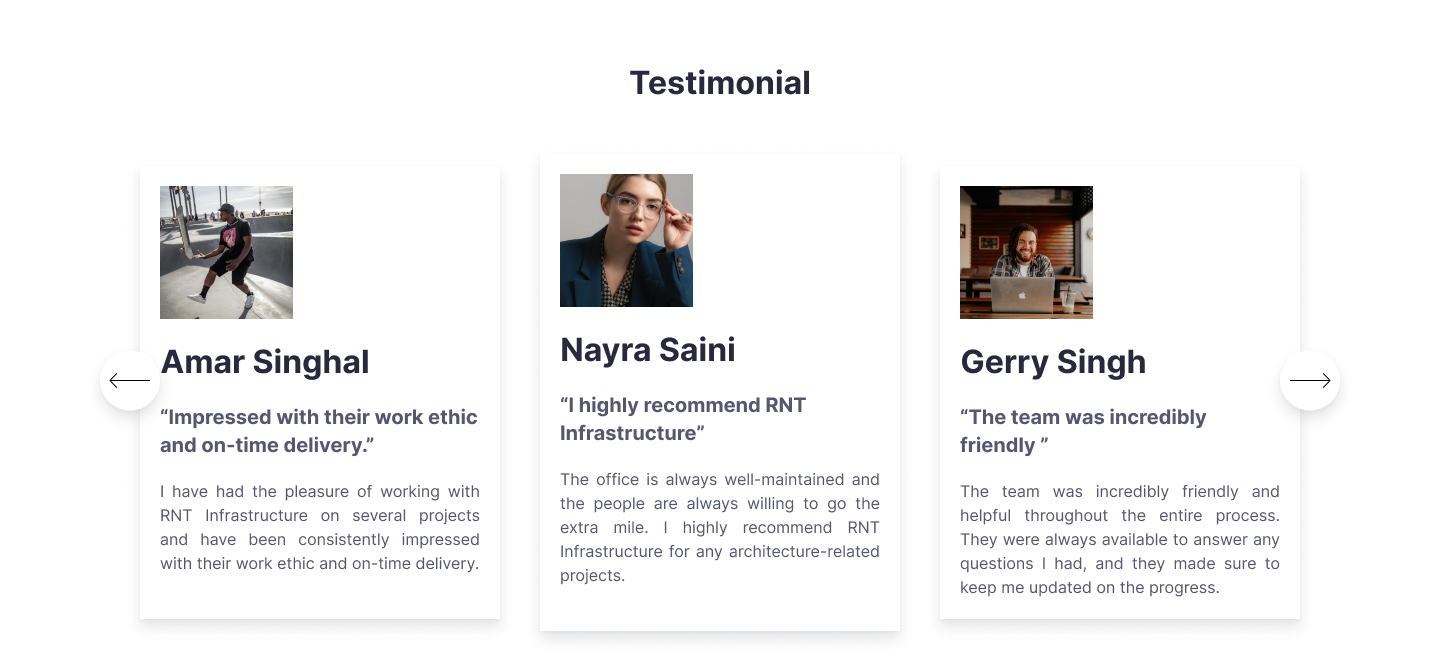 Testimonial
Amar Singhal
“Impressed with their work ethic
and on-time delivery.”
I have had the pleasure of working with
RNT Infrastructure on several projects
and have been consistently impressed
with their work ethic and on-time delivery.
Nayra Saini
“I highly recommend RNT
Infrastructure”
The office is always well-maintained and
the people are always willing to go the
extra mile. I highly recommend RNT
Infrastructure for any architecture-related
projects.
Gerry Singh
“The team was incredibly
friendly ”
The team was incredibly friendly and
helpful throughout the entire process.
They were always available to answer any
questions I had, and they made sure to
keep me updated on the progress.